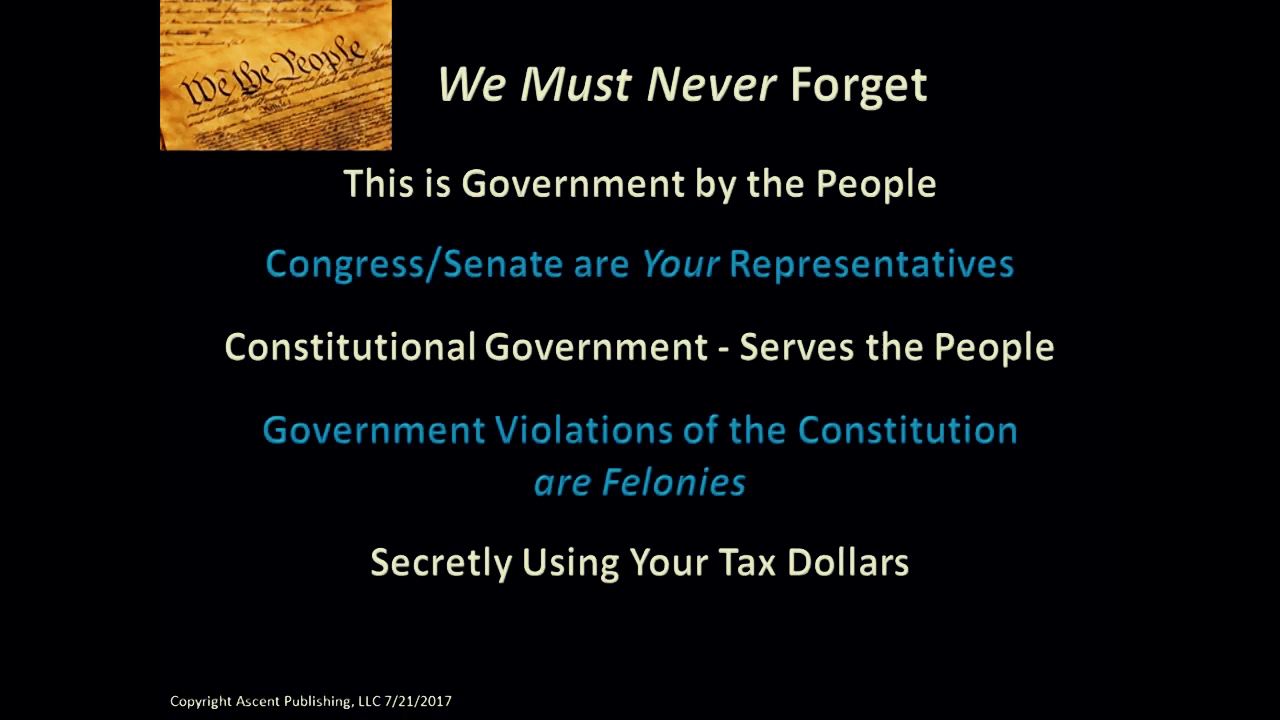 We the People
We Must Never Forget
This is Government by the People
Congress/Senate are Your Representatives
Constitutional Government - Serves the People
Government Violations of the Constitution
are Felonies
Secretly Using Your Tax Dollars
Copyright Ascent Publishing, LLC 7/21/2017